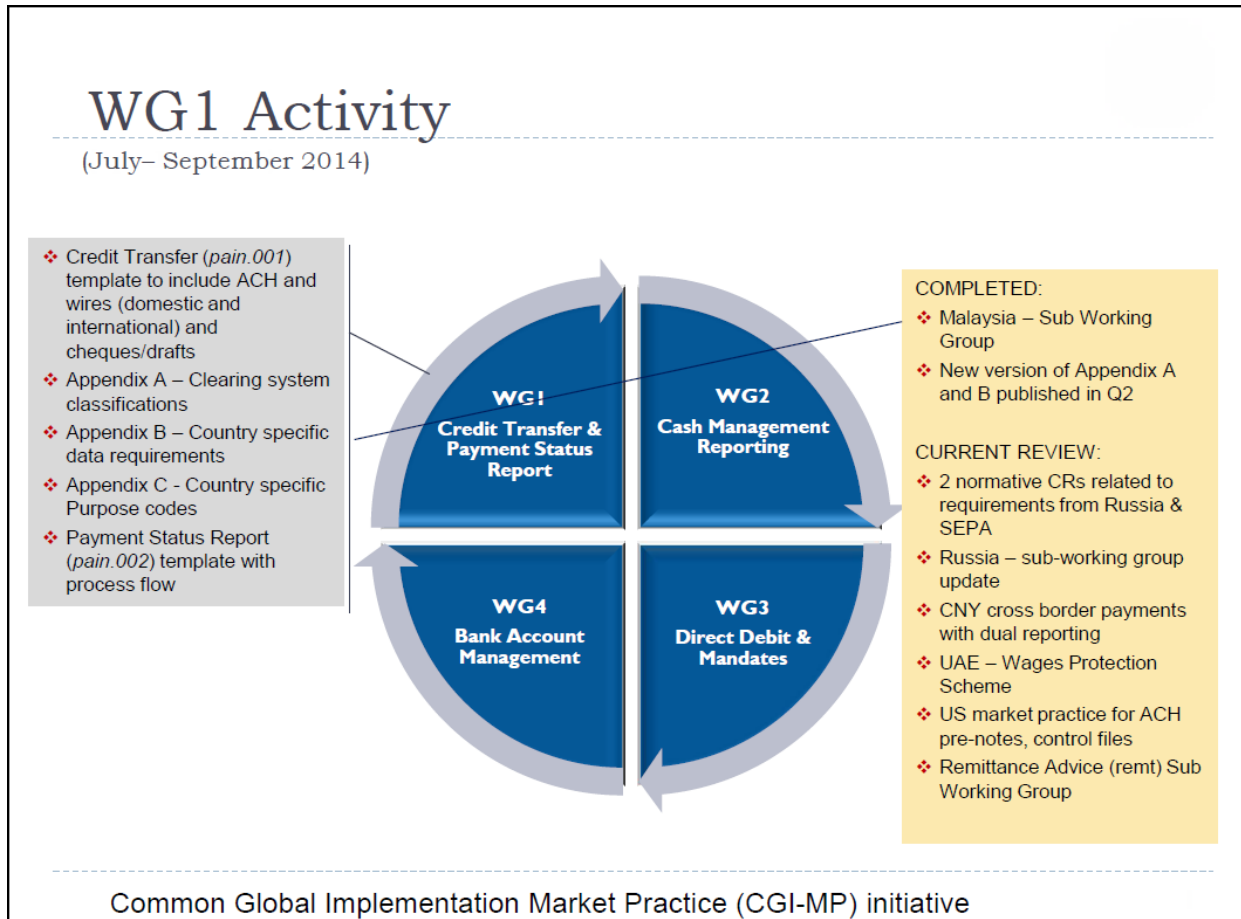 WG1 Activity
(July– September 2014)
❖ Credit Transfer (pain.001)
template to include ACH and
wires (domestic and
international) and
cheques/drafts
❖ Appendix A – Clearing system
classifications
❖ Appendix B – Country specific
data requirements
❖ Appendix C - Country specific
Purpose codes
❖ Payment Status Report
(pain.002) template with
process flow
WG1
Credit Transfer &
Payment Status
Report
WG2
Cash Management
Reporting
WG4
Bank Account
Management
WG3
Direct Debit &
Mandates
COMPLETED:
❖ Malaysia – Sub Working
Group
❖ New version of Appendix A
and B published in Q2
CURRENT REVIEW:
❖ 2 normative CRs related to
requirements from Russia &
SEPA
❖ Russia – sub-working group
update
❖ CNY cross border payments
with dual reporting
❖ UAE – Wages Protection
Scheme
❖ US market practice for ACH
pre-notes, control files
❖ Remittance Advice (remt) Sub
Working Group
Common Global Implementation Market Practice (CGI-MP) initiative